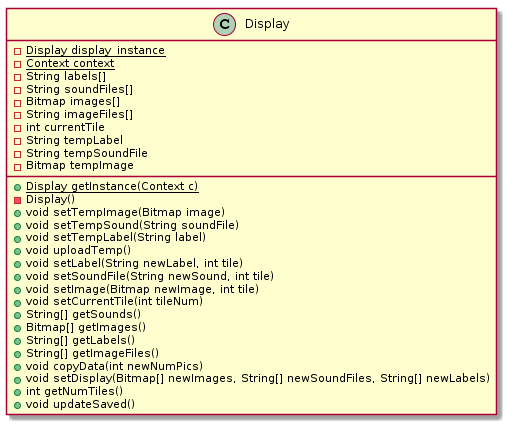 C Display
Display display_instance
Context context
String labels[]
String soundFiles[]
Bitmap images[]
String imageFiles[]
int currentTile
String tempLabel
String tempSoundFile
Bitmap tempImage
Display getInstance(Context c)
Display()
void setTempImage(Bitmap image)
void setTempSound(String soundFile)
void setTempLabel(String label)
void uploadTemp()
void setLabel(String newLabel, int tile)
void setSoundFile(String newSound, int tile)
void setImage(Bitmap newImage, int tile)
void setCurrentTile(int tileNum)
String[] getSounds()
Bitmap[] getImages()
String[] getLabels()
String[] getImageFiles()
void copyData(int newNumPics)
void setDisplay(Bitmap[] newImages, String[] newSoundFiles, String[] newLabels)
int getNumTiles()
void updateSaved()